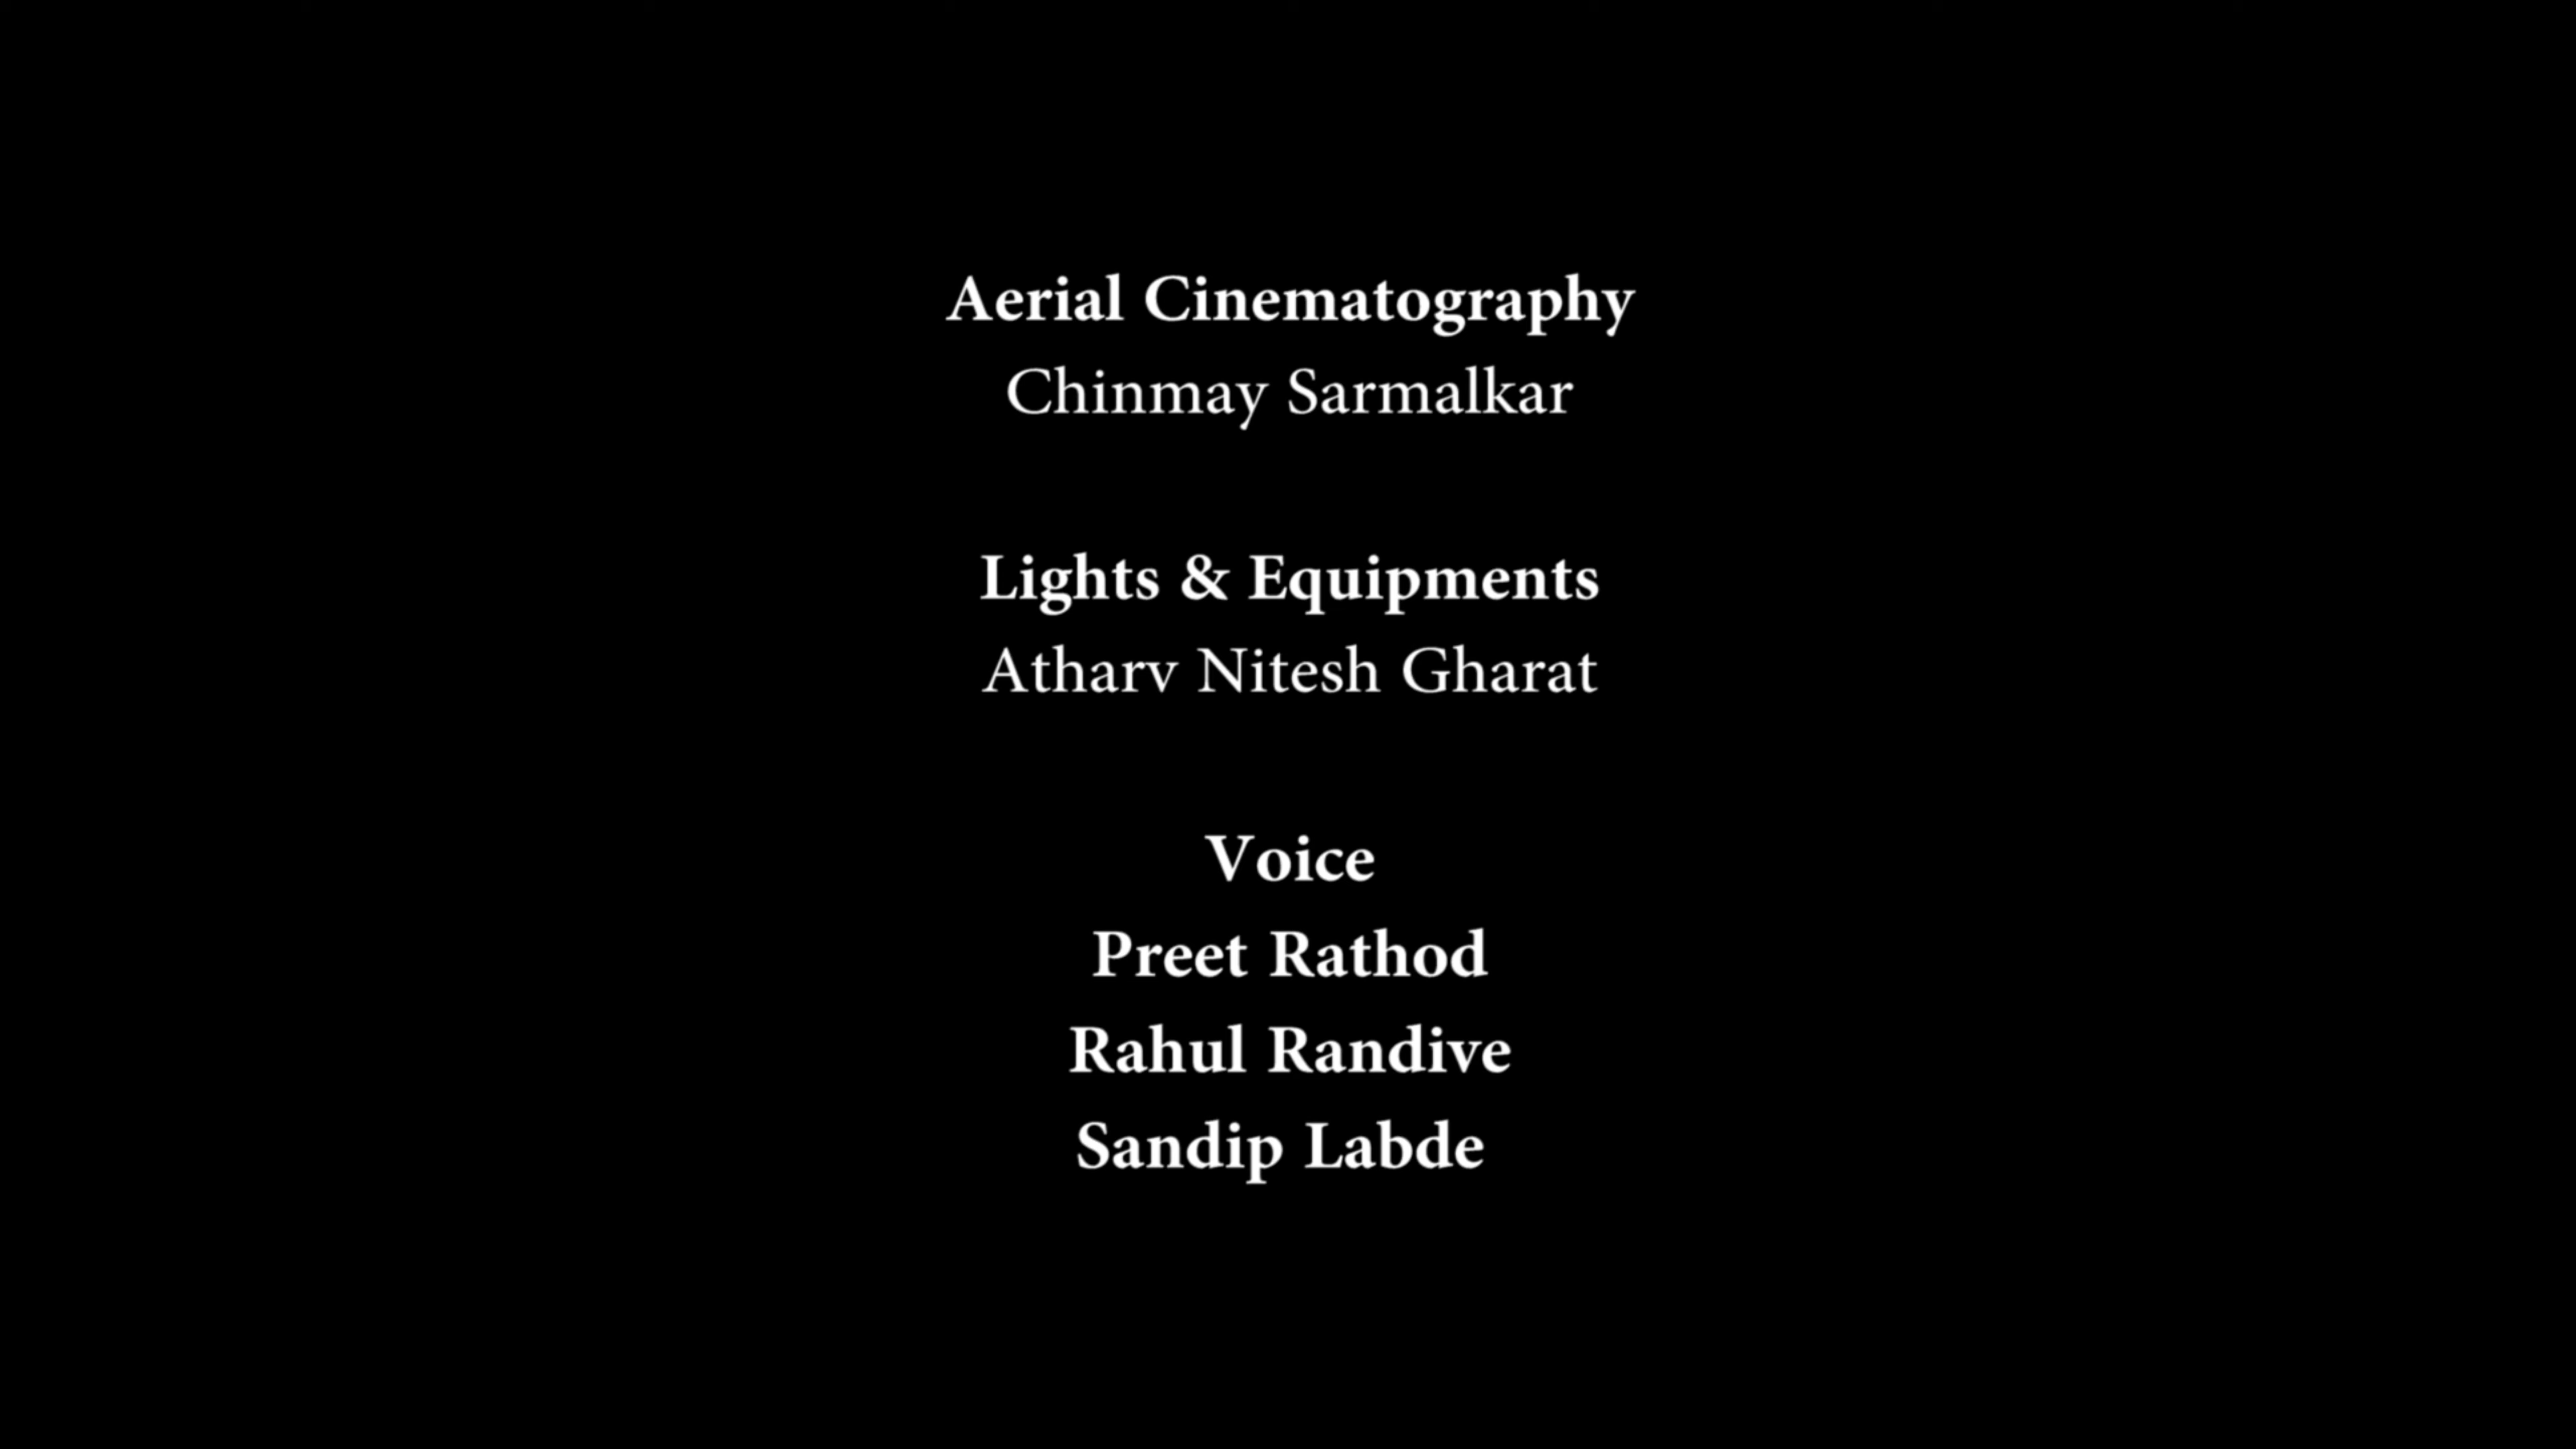 Aerial Cinematography
Chinmay Sarmalkar
Lights & Equipments
Atharv Nitesh Gharat
Voice
Preet Rathod
Rahul Randive
Sandip Labde